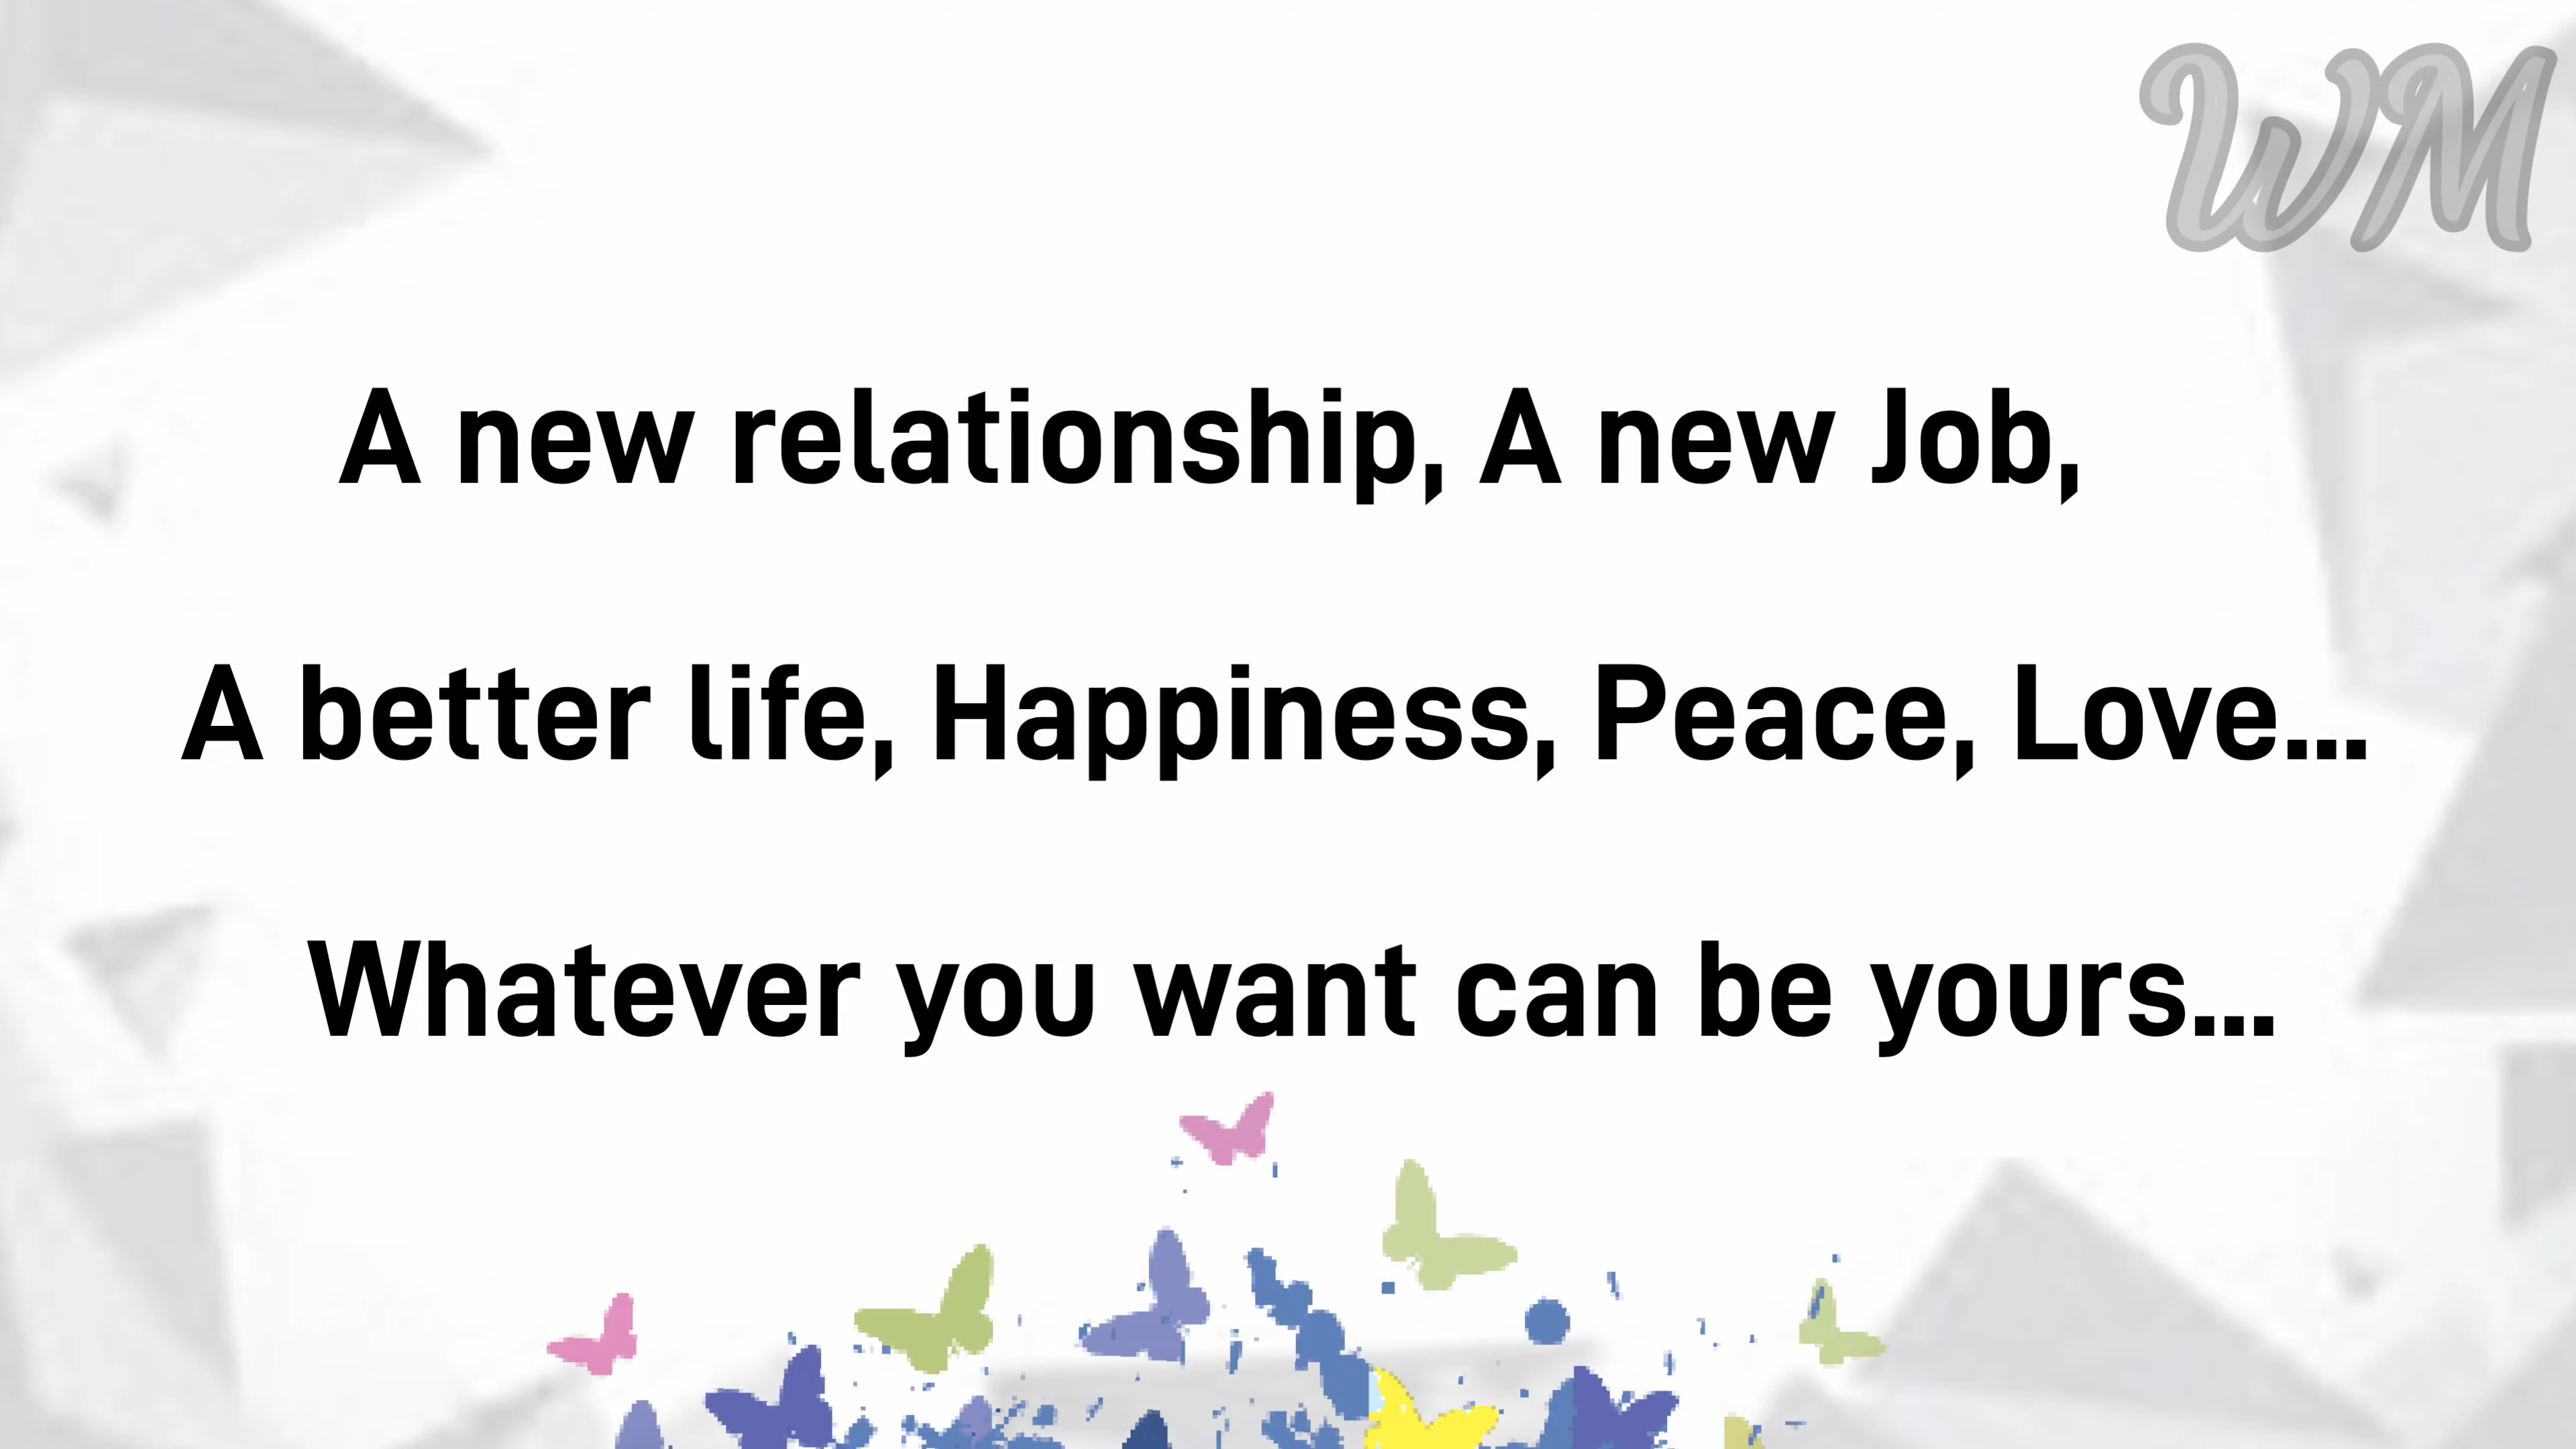 WM
A new relationship, A new Job,
A better life, Happiness, Peace, Love...
Whatever you want can be yours...